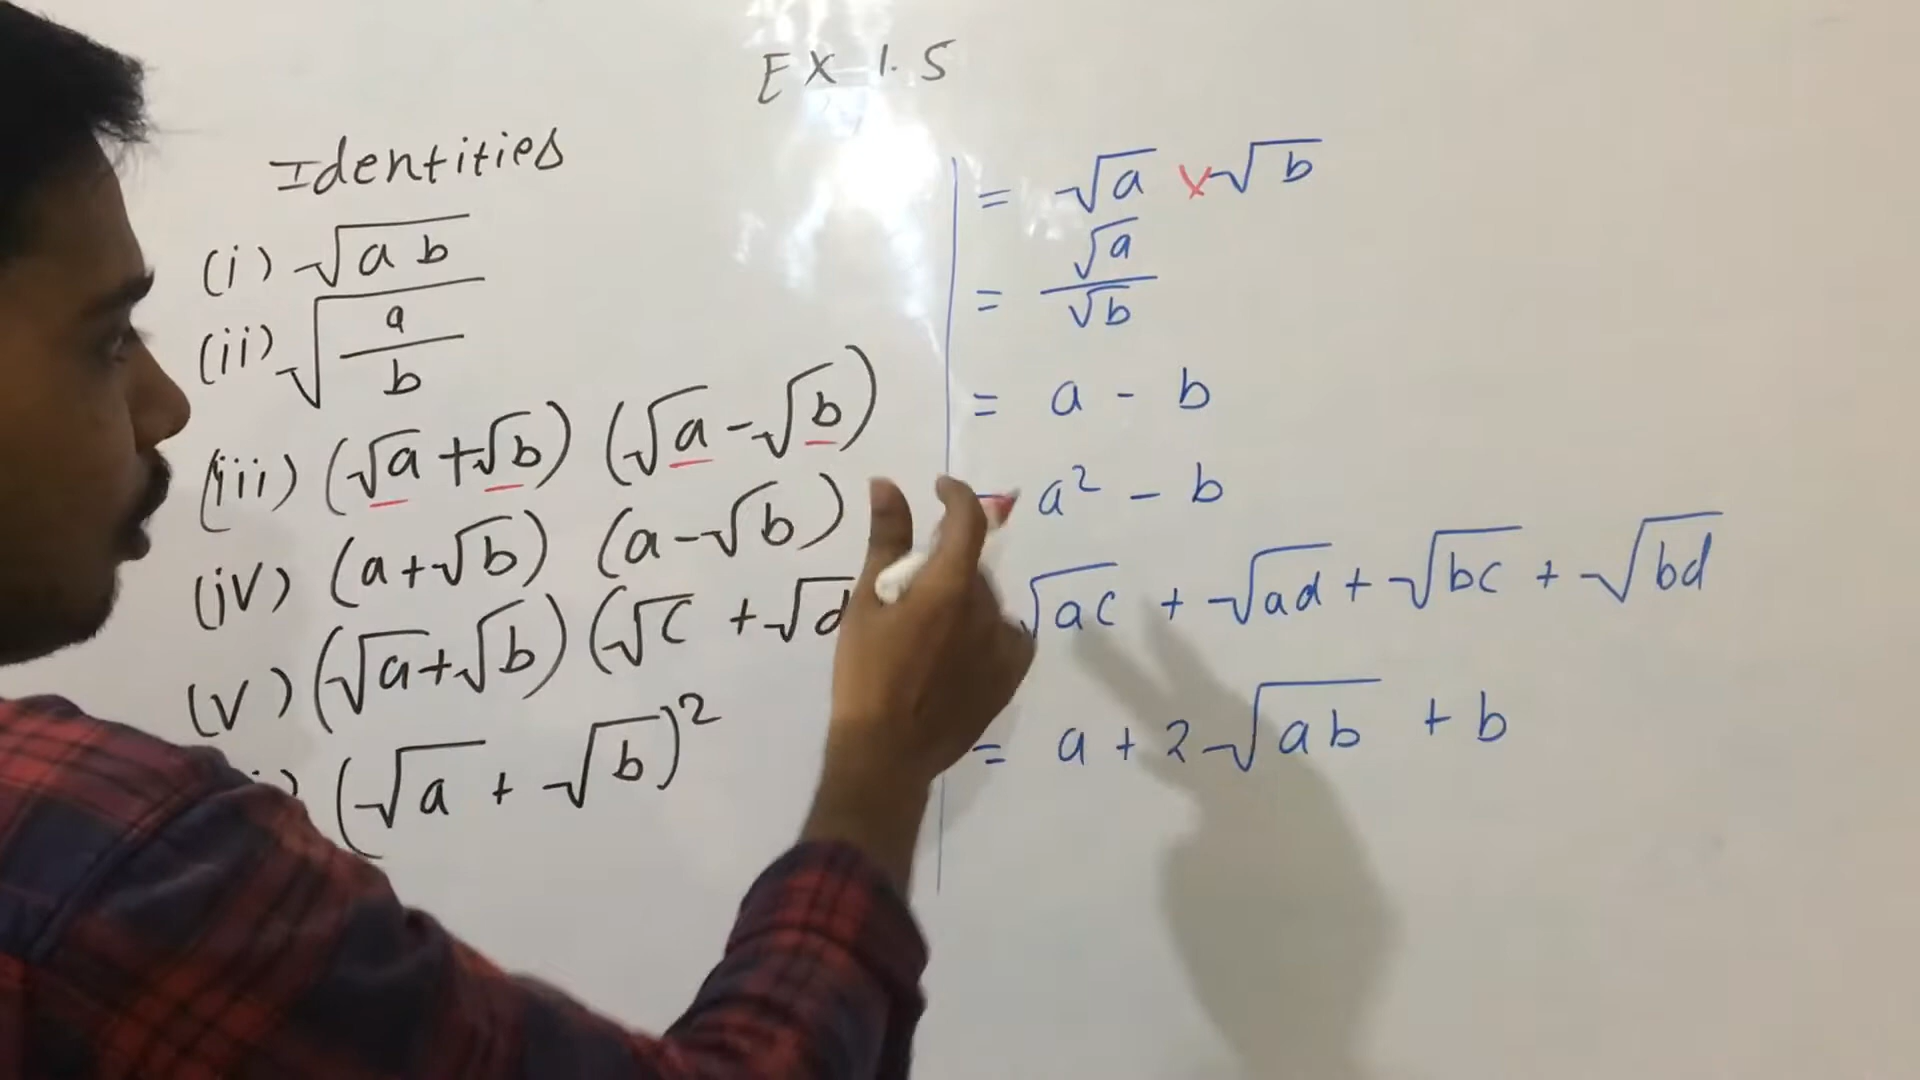 EX 1.5
Identities
(i) √ab = √a × √b
(ii) √(a/b) = √a/√b
(iii) (√a + √b) (√a - √b) = a - b
(iv) (a + √b) (a - √b) a² - b
(v) (√a + √b) (√c + √d √ac + √ad + √bc + √bd
) (√a + √b)² = a + 2√ab + b